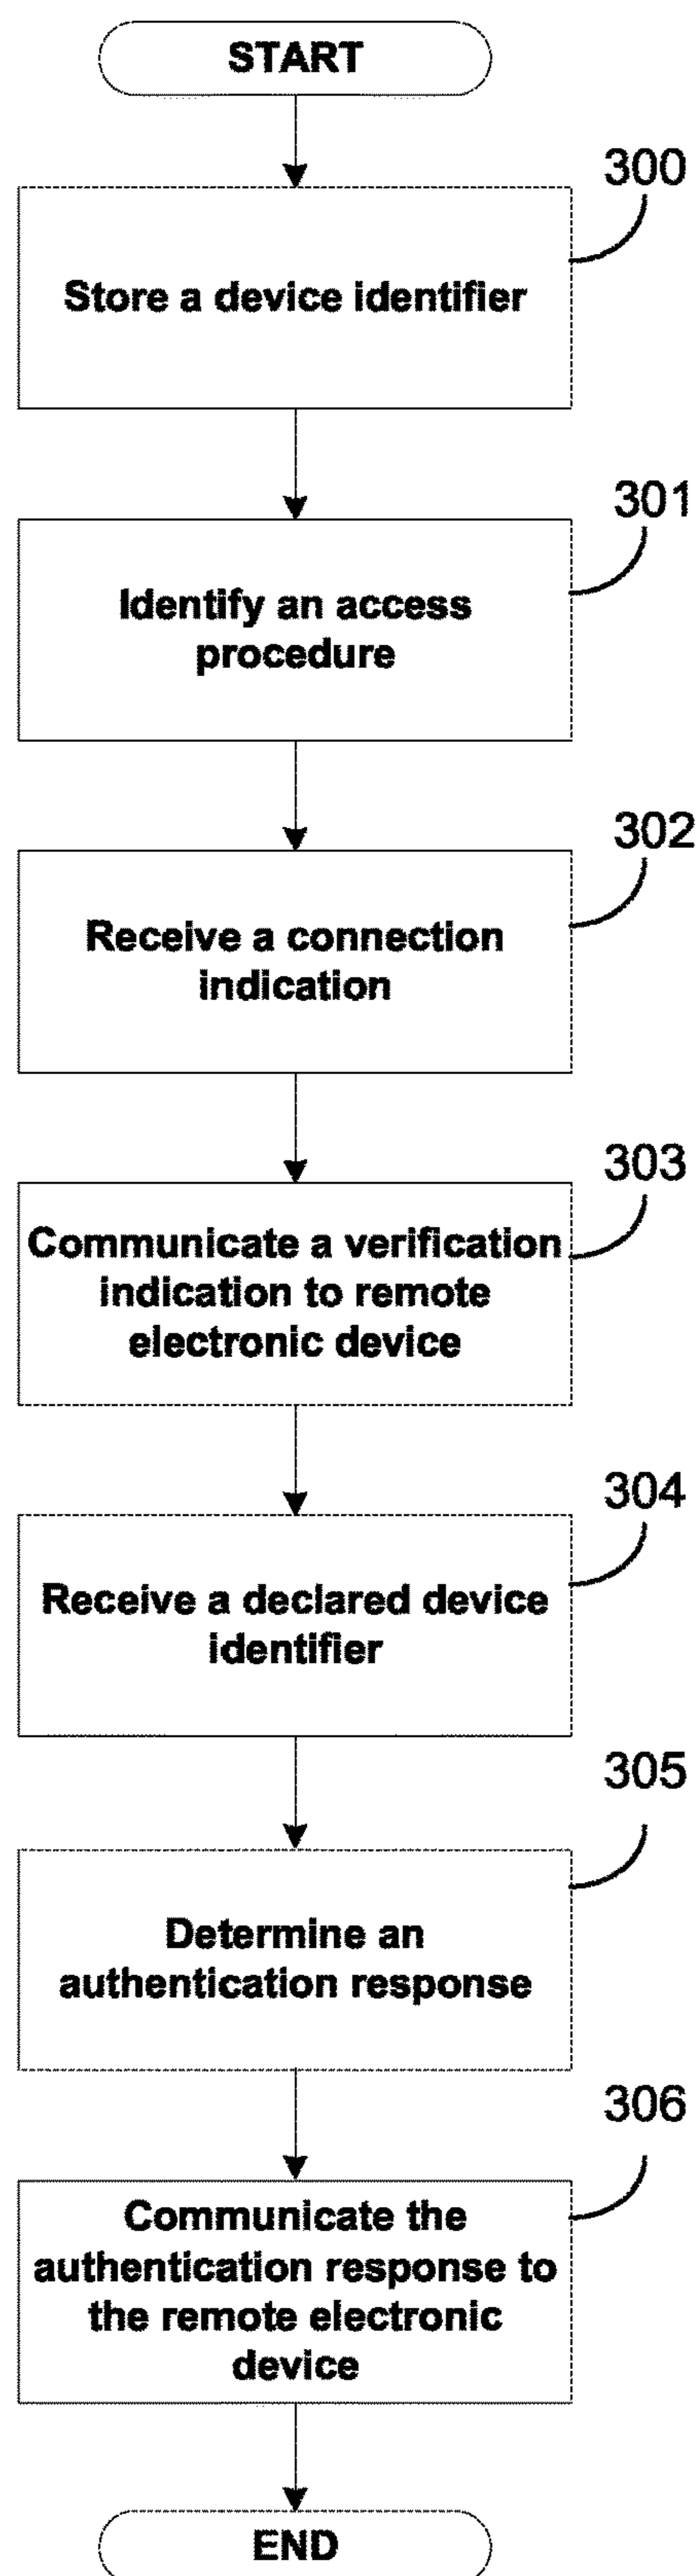 START
300
Store a device identifier
301
Identify an access
procedure
302
Receive a connection
indication
303
Communicate a verification
indication to remote
electronic device
304
Receive a declared device
identifier
305
Determine an
authentication response
306
Communicate the
authentication response to
the remote electronic
device
END